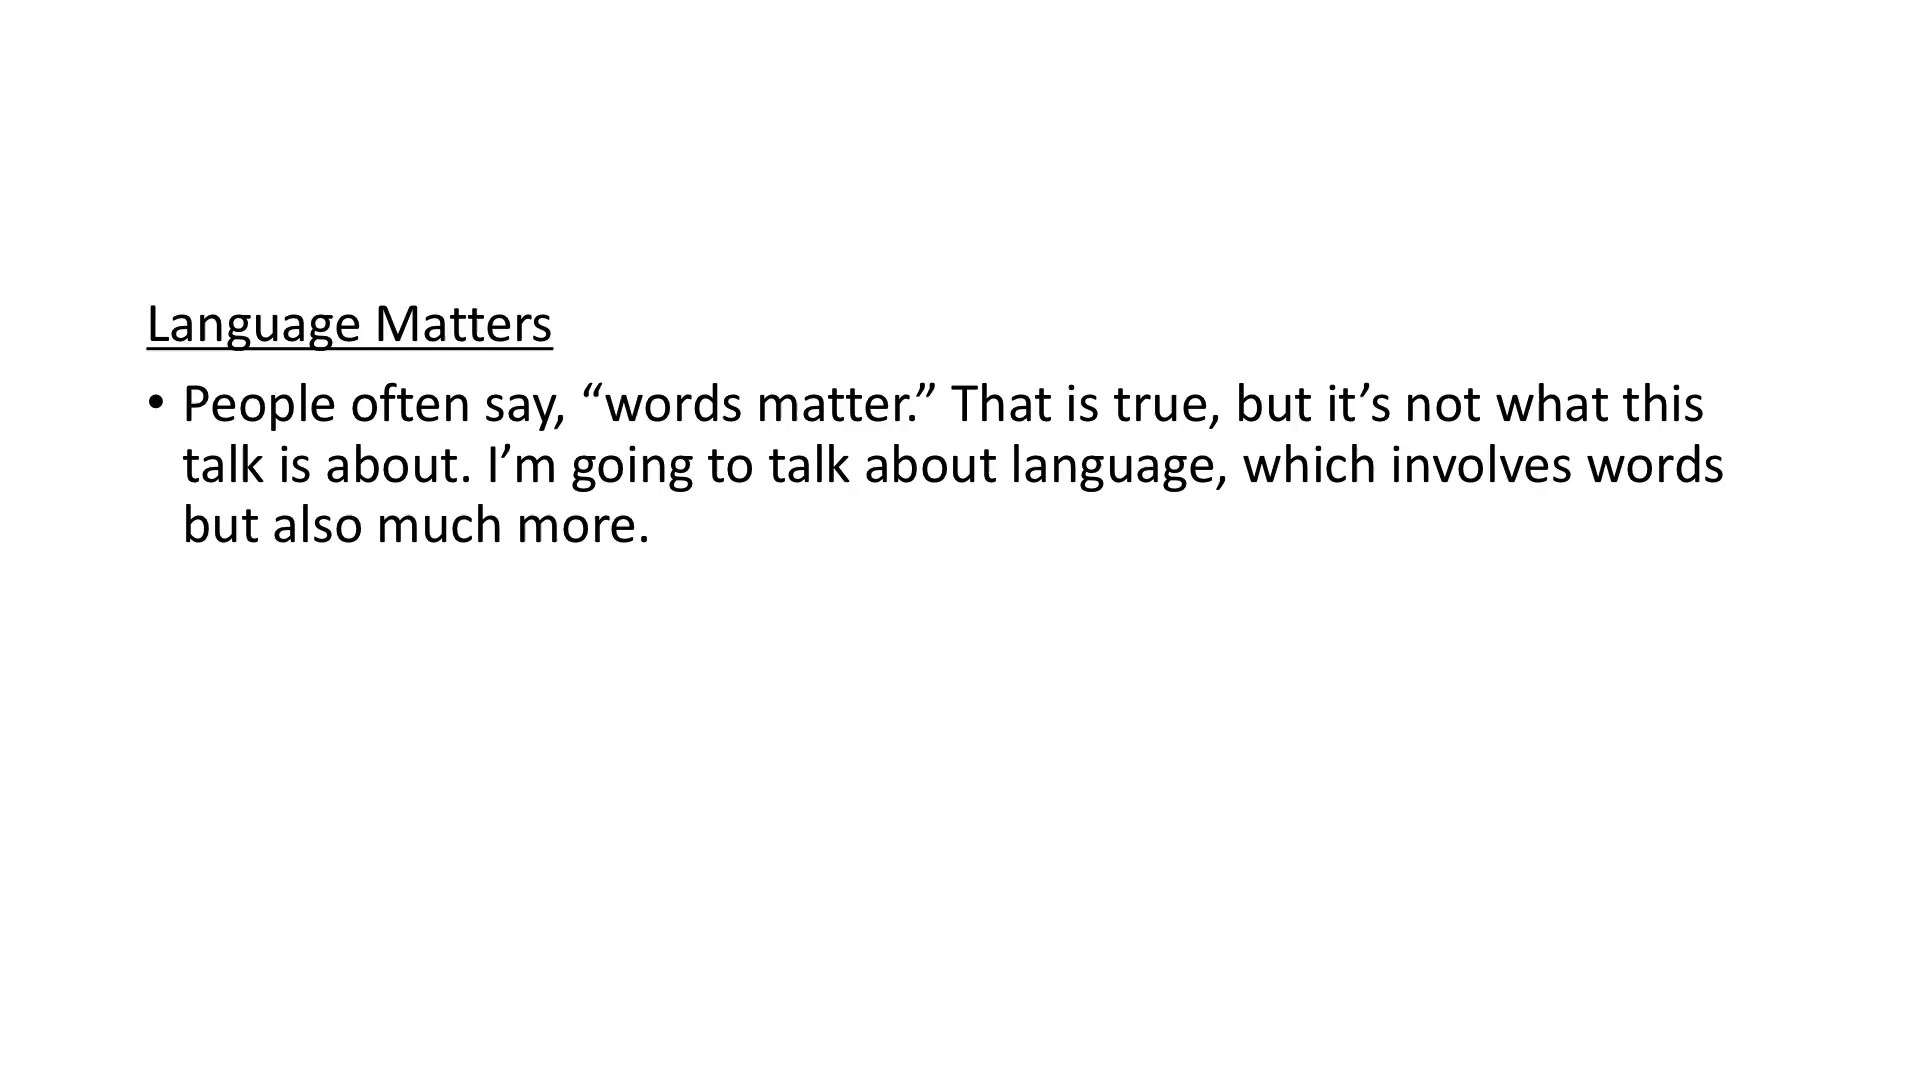 Language Matters
• People often say, “words matter.” That is true, but it’s not what this
talk is about. I’m going to talk about language, which involves words
but also much more.